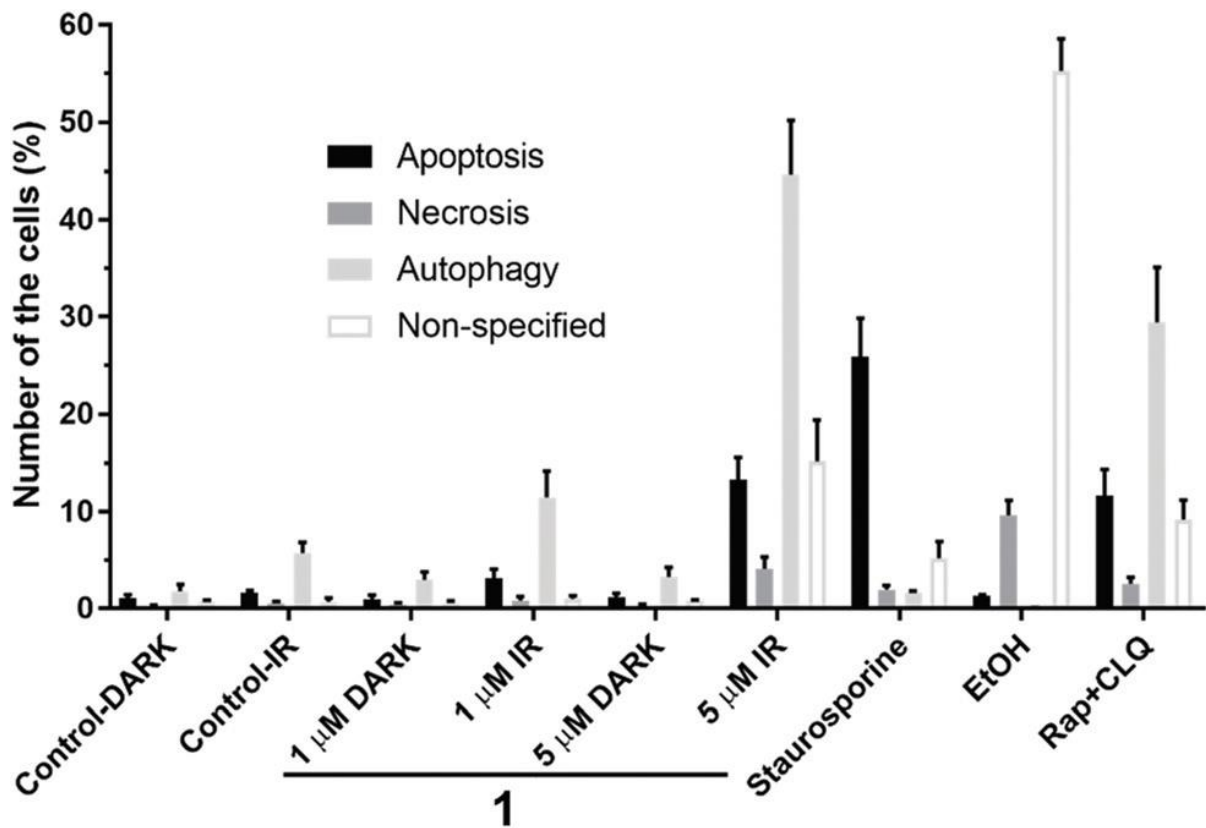 Number of the cells (%)
60
50
40
30
20
10
0
Apoptosis
Necrosis
Autophagy
Non-specified
Control-DARK
Control-IR
1 μM DARK
1 μM IR
5 μM DARK
5 μM IR
Staurosporine
EtOH
Rap+CLQ
1